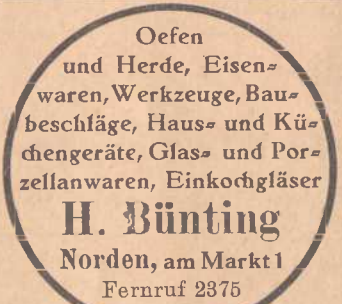 Oefen
und Herde, Eisen=
waren, Werkzeuge, Bau=
beschläge, Haus= und Kü=
chengeräte, Glas= und Por=
zellanwaren, Einkochgläser
H. Bünting
Norden, am Markt 1
Fernruf 2375